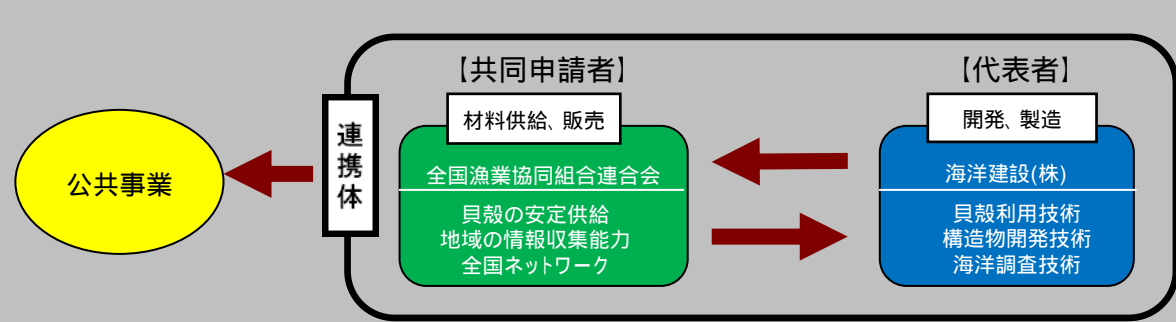 公共事業
連携体
【共同申請者】
材料供給、販売
全国漁業協同組合連合会
貝殻の安定供給
地域の情報収集能力
全国ネットワーク
【代表者】
開発、製造
海洋建設(株)
貝殻利用技術
構造物開発技術
海洋調査技術